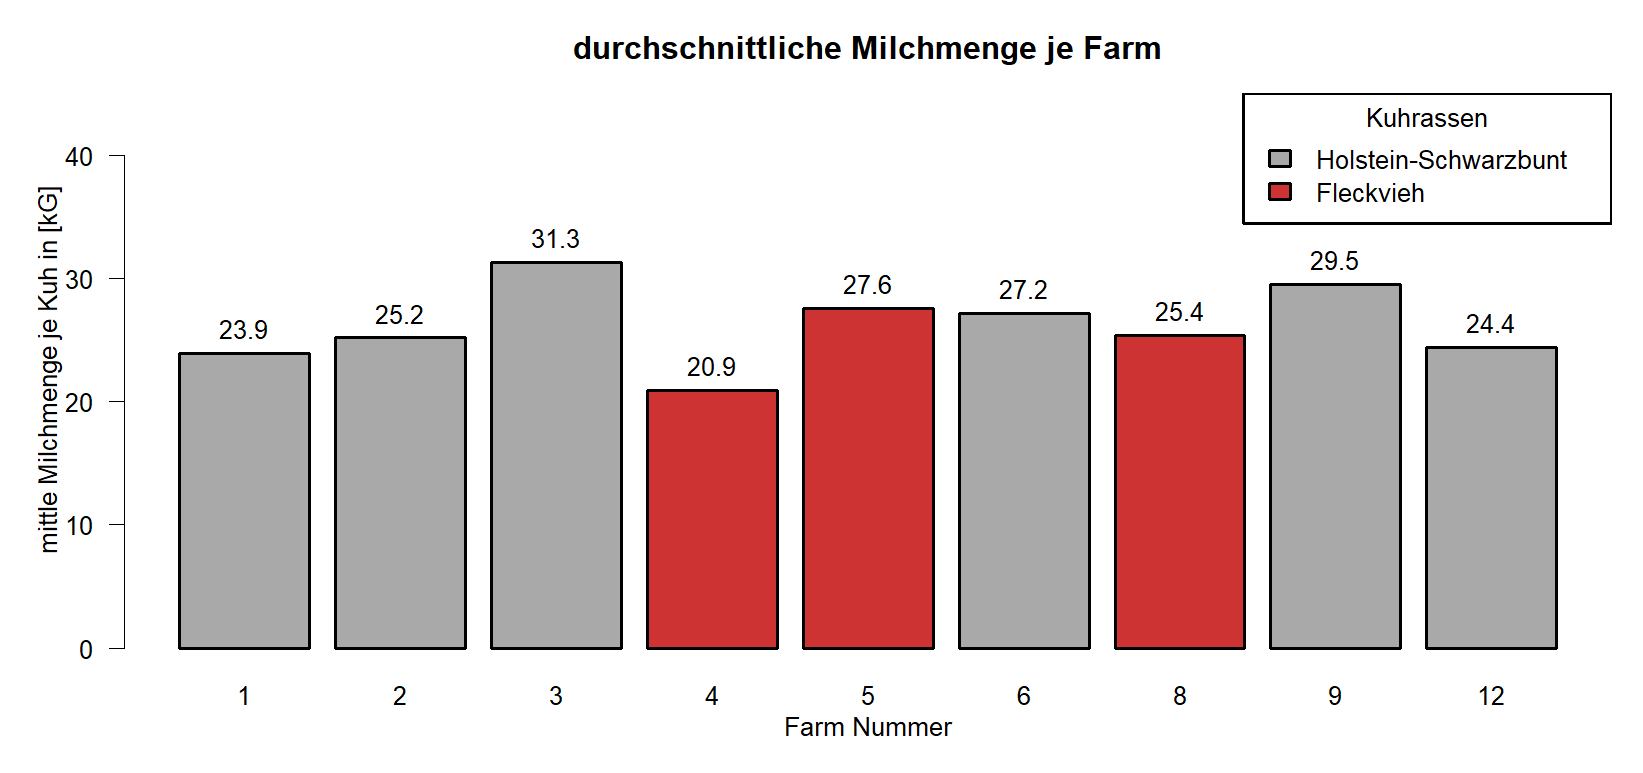 durchschnittliche Milchmenge je Farm
Kuhrassen
Holstein-Schwarzbunt
Fleckvieh
mittle Milchmenge je Kuh in [kG]
40
30
20
10
0
23.9
25.2
31.3
20.9
27.6
27.2
25.4
29.5
24.4
1 2 3 4 5 6 8 9 12
Farm Nummer